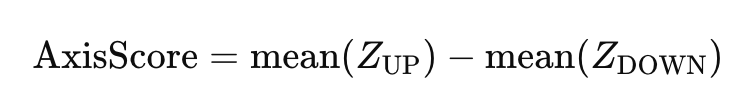 AxisScore = mean(Z_UP) − mean(Z_DOWN)